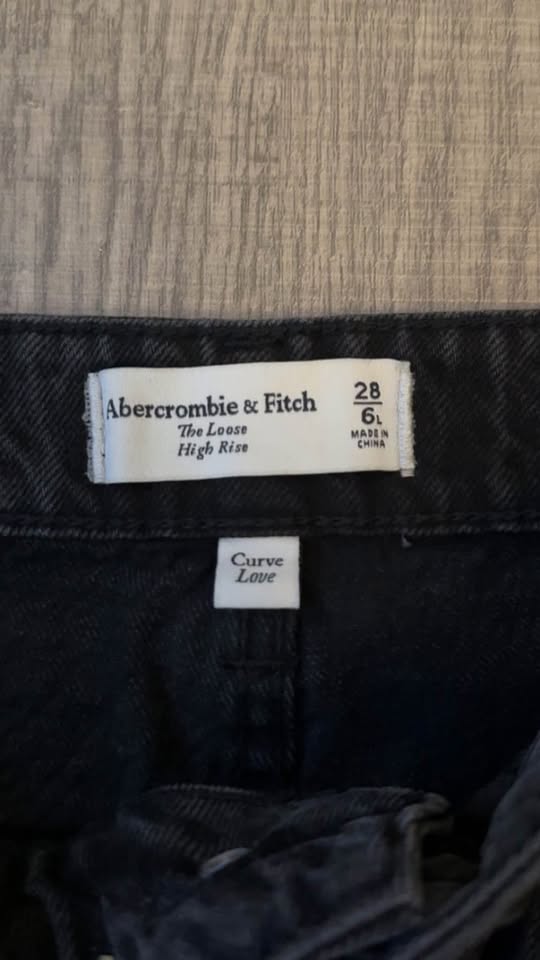 Abercrombie & Fitch
The Loose
High Rise
28
6L
MADE IN
CHINA
Curve
Love